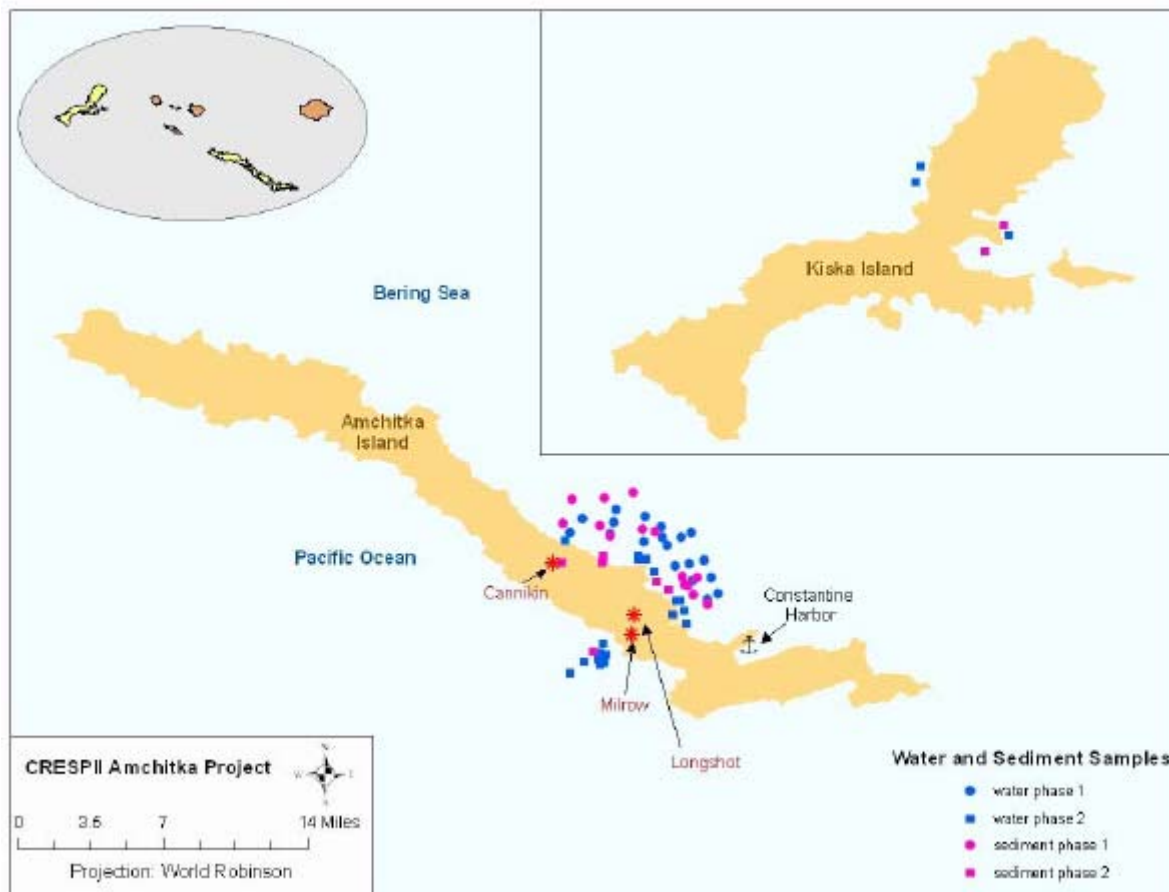 Kiska Island
Bering Sea
Amchitka
Island
Pacific Ocean
Cannikin
Constantine
Harbor
Milrow
Longshot
CRESPII Amchitka Project
N
W
E
S
0 3.5 7 14 Miles
Projection: World Robinson
Water and Sediment Samples
water phase 1
water phase 2
sediment phase 1
sediment phase 2